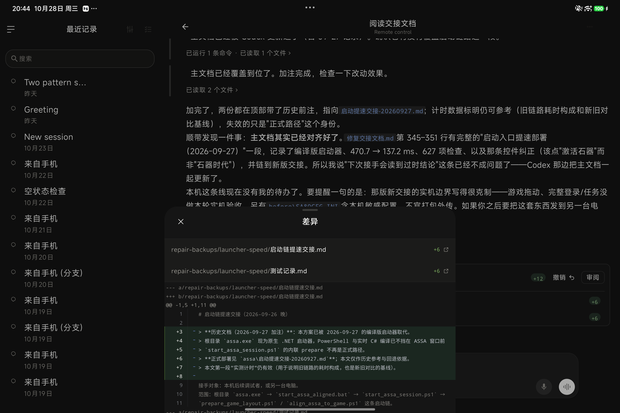 20:44 10月28日 周三
最近记录
搜索
Two pattern s...
昨天
Greeting
昨天
New session
10月23日
来自手机
10月22日
空状态检查
10月22日
来自手机
10月21日
来自手机
10月20日
来自手机 (分支)
10月20日
来自手机
10月19日
来自手机 (分支)
10月19日
来自手机
10月19日
来自手机
10月19日
阅读交接文档
Remote control
已运行 1 条命令 · 已读取 1 个文件 ›
主文档已经覆盖到位了。加注完成，检查一下改动效果。
已读取 2 个文件 ›
加完了，两份都在顶部带了历史前注，指向 启动链提速交接-20260927.md；计时数据标明仍可参考（旧链路耗时构成和新旧对比基线），失效的只是"正式路径"这个身份。
顺带发现一件事：主文档其实已经对齐好了。修复交接文档.md 第 345–351 行有完整的"启动入口提速部署
（2026-09-27）"一段，记录了编译版启动器、470.7 → 137.2 ms、627 项检查、以及那条控件纠正（该点"激活石器"而
非"石器时代"），并链到新版交接。所以我说"下次接手会读到过时结论"这条已经不成问题了——Codex 那边把主文档一
起更新了。
本机这条线现在没有我的待办了。要提醒一句的是：那版新交接的实机边界写得很克制——游戏拖动、完整登录/任务没
差异
repair-backups/launcher-speed/启动链提速交接.md +6
repair-backups/launcher-speed/测试记录.md +6
--- a/repair-backups/launcher-speed/启动链提速交接.md
+++ b/repair-backups/launcher-speed/启动链提速交接.md
@@ -1,5 +1,11 @@
1 # 启动链提速交接（2026-09-26 晚）
2
+3 > **历史文档（2026-09-27 加注）**：本方案已被 2026-09-27 的编译版启动器取代。
+4 > 根目录 `assa.exe` 现为原生 .NET 启动器，PowerShell 与实时 C# 编译已不挡在 ASSA 窗口前
+5 > `start_assa_session.ps1` 的内联 prepare 不再是正式路径。
+6 > **正式部署见 `assa\启动链提速交接-20260927.md`**；本文仅作历史参考与回退依据。
+7 > 本文第一段"实测计时"仍有效（用于说明旧链路的耗时构成，也是新旧对比的基线）。
+8
9 接手对象：本机后续调试者、或另一台电脑。
10 范围：根目录 `assa.exe` → `start_assa_aligned.bat` → `start_assa_session.ps1` →
11 `prepare_game_layout.ps1` / `align_assa_to_game.ps1` 这条启动链。
+12 撤销 审阅
+6
+6